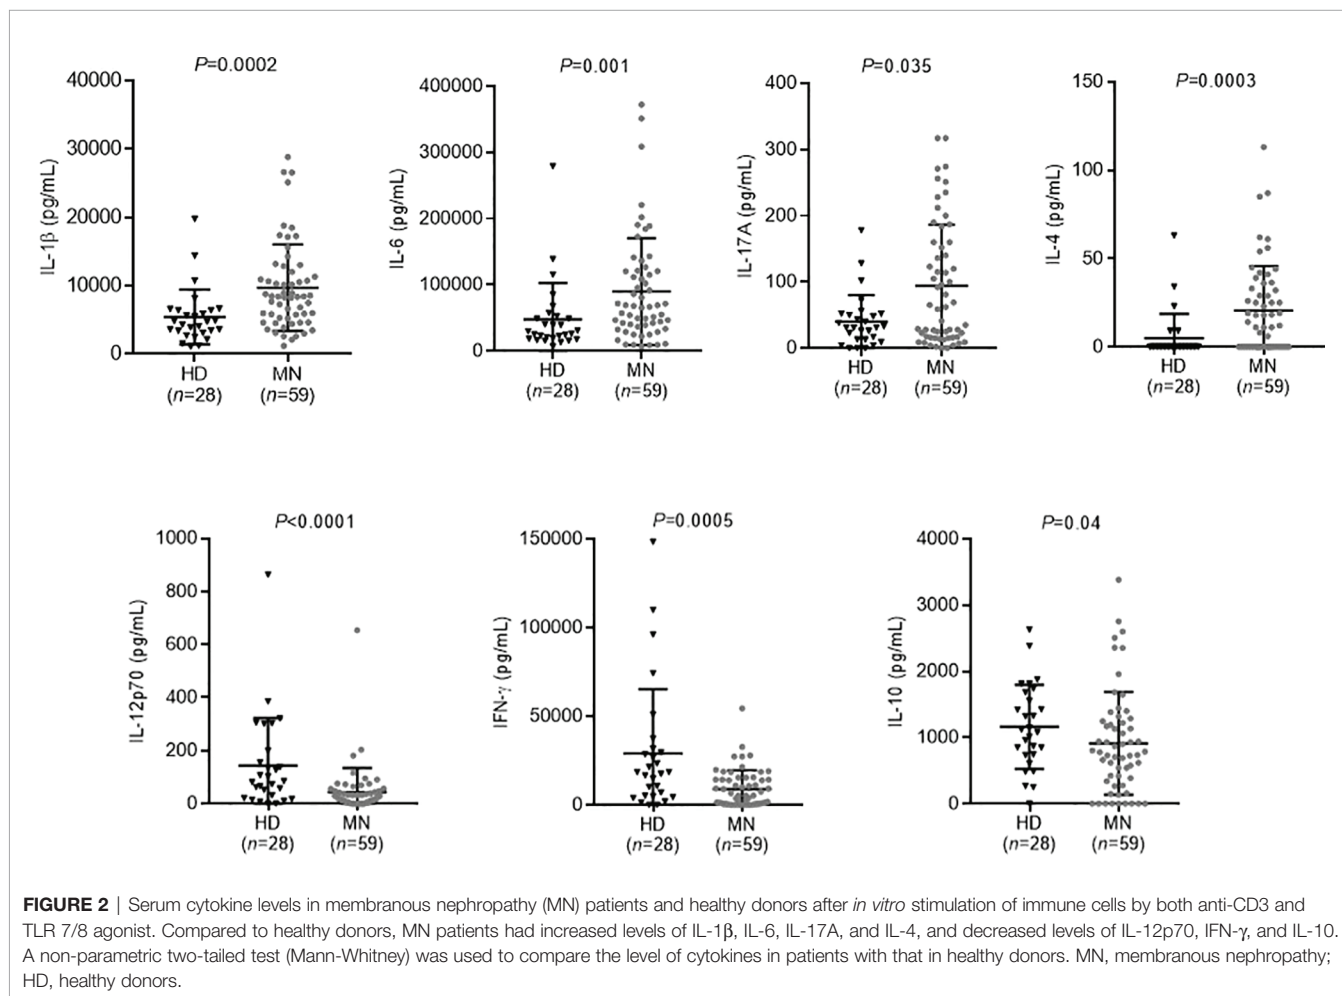 P=0.0002
40000
30000
20000
10000
0
IL-1β (pg/mL)
HD
(n=28)
MN
(n=59)
P=0.001
400000
300000
200000
100000
0
IL-6 (pg/mL)
HD
(n=28)
MN
(n=59)
P=0.035
400
300
200
100
0
IL-17A (pg/mL)
HD
(n=28)
MN
(n=59)
P=0.0003
150
100
50
0
IL-4 (pg/mL)
HD
(n=28)
MN
(n=59)
P<0.0001
1000
800
600
400
200
0
IL-12p70 (pg/mL)
HD
(n=28)
MN
(n=59)
P=0.0005
150000
100000
50000
0
IFN-γ (pg/mL)
HD
(n=28)
MN
(n=59)
P=0.04
4000
3000
2000
1000
0
IL-10 (pg/mL)
HD
(n=28)
MN
(n=59)
FIGURE 2 | Serum cytokine levels in membranous nephropathy (MN) patients and healthy donors after in vitro stimulation of immune cells by both anti-CD3 and
TLR 7/8 agonist. Compared to healthy donors, MN patients had increased levels of IL-1β, IL-6, IL-17A, and IL-4, and decreased levels of IL-12p70, IFN-γ, and IL-10.
A non-parametric two-tailed test (Mann-Whitney) was used to compare the level of cytokines in patients with that in healthy donors. MN, membranous nephropathy;
HD, healthy donors.